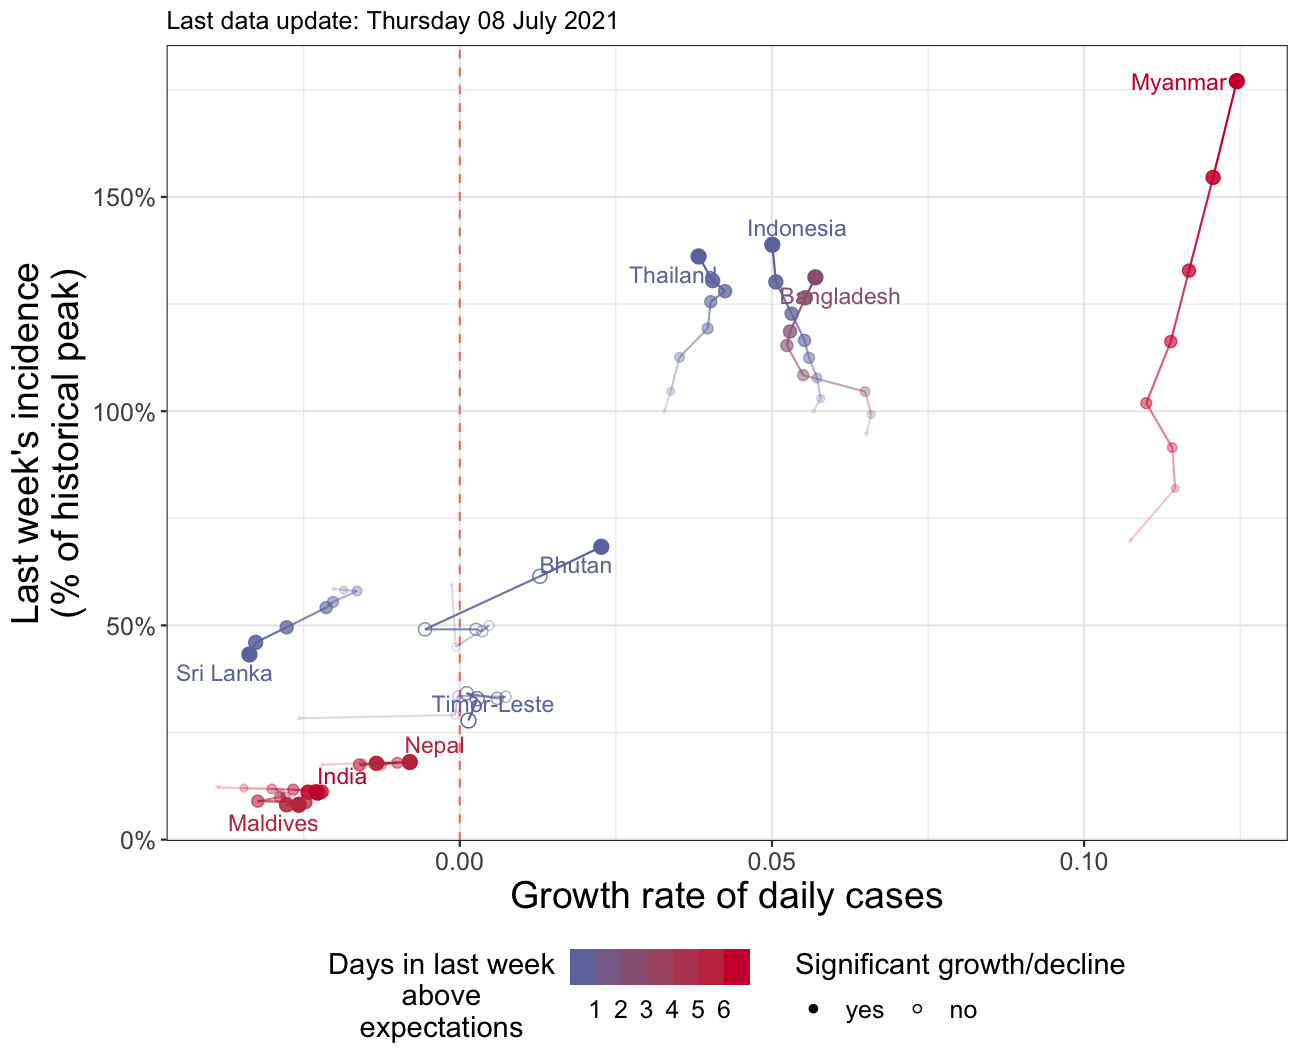 Last data update: Thursday 08 July 2021
Myanmar
150%
Indonesia
Thailand
Bangladesh
100%
Last week's incidence
(% of historical peak)
Bhutan
50%
Sri Lanka
Timor-Leste
Nepal
India
Maldives
0%
0.00 0.05 0.10
Growth rate of daily cases
Days in last week
above
expectations
1 2 3 4 5 6
Significant growth/decline
yes no